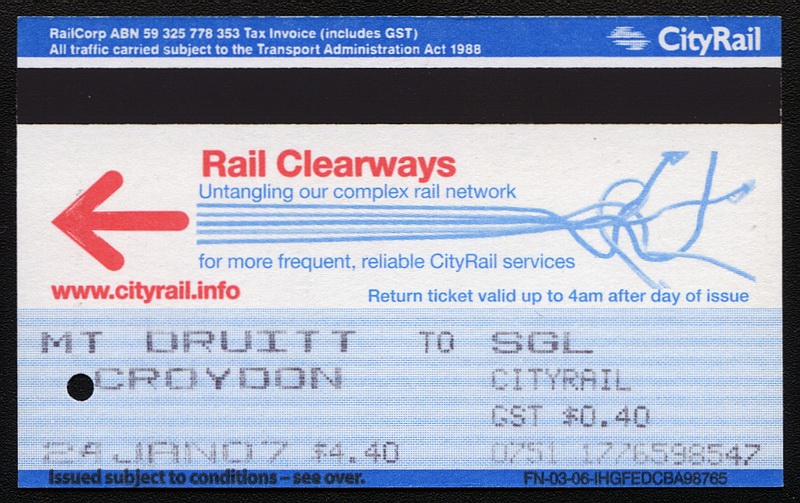 RailCorp ABN 59 325 778 353 Tax Invoice (includes GST)
All traffic carried subject to the Transport Administration Act 1988
CityRail
Rail Clearways
Untangling our complex rail network
for more frequent, reliable CityRail services
www.cityrail.info
Return ticket valid up to 4am after day of issue
MT DRUITT TO SGL
CROYDON CITYRAIL
GST $0.40
24JAN07 $4.40 0751 1776598547
Issued subject to conditions – see over.
FN-03-06-IHGFEDCBA98765